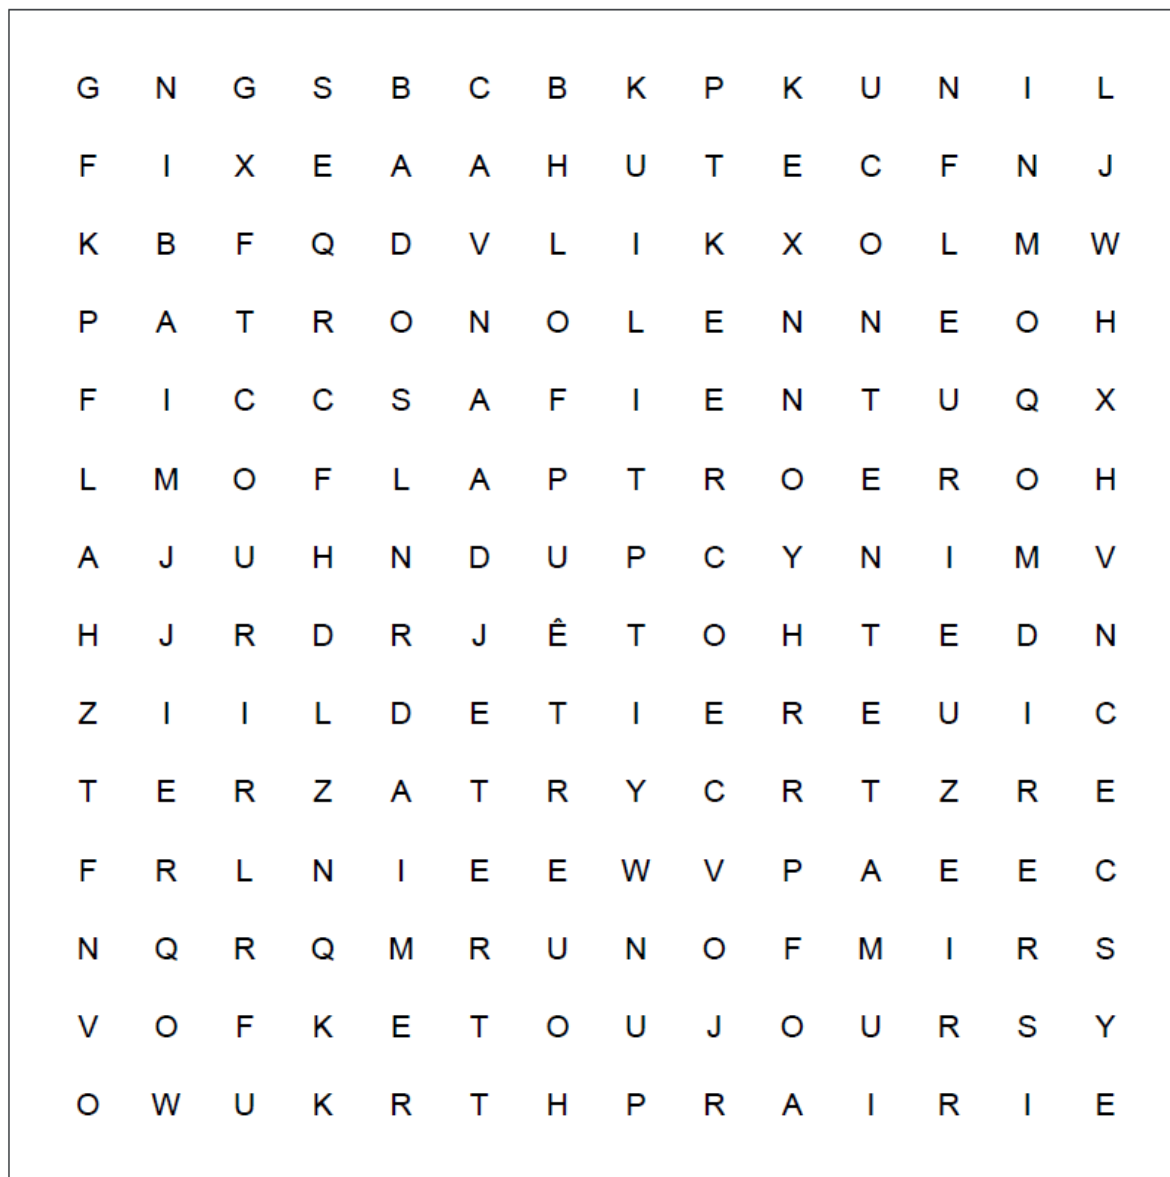 G N G S B C B K P K U N I L
F I X E A A H U T E C F N J
K B F Q D V L I K X O L M W
P A T R O N O L E N N E O H
F I C C S A F I E N T U Q X
L M O F L A P T R O E R O H
A J U H N D U P C Y N I M V
H J R D R J Ê T O H T E D N
Z I I L D E T I E R E U I C
T E R Z A T R Y C R T Z R E
F R L N I E E W V P A E E C
N Q R Q M R U N O F M I R S
V O F K E T O U J O U R S Y
O W U K R T H P R A I R I E